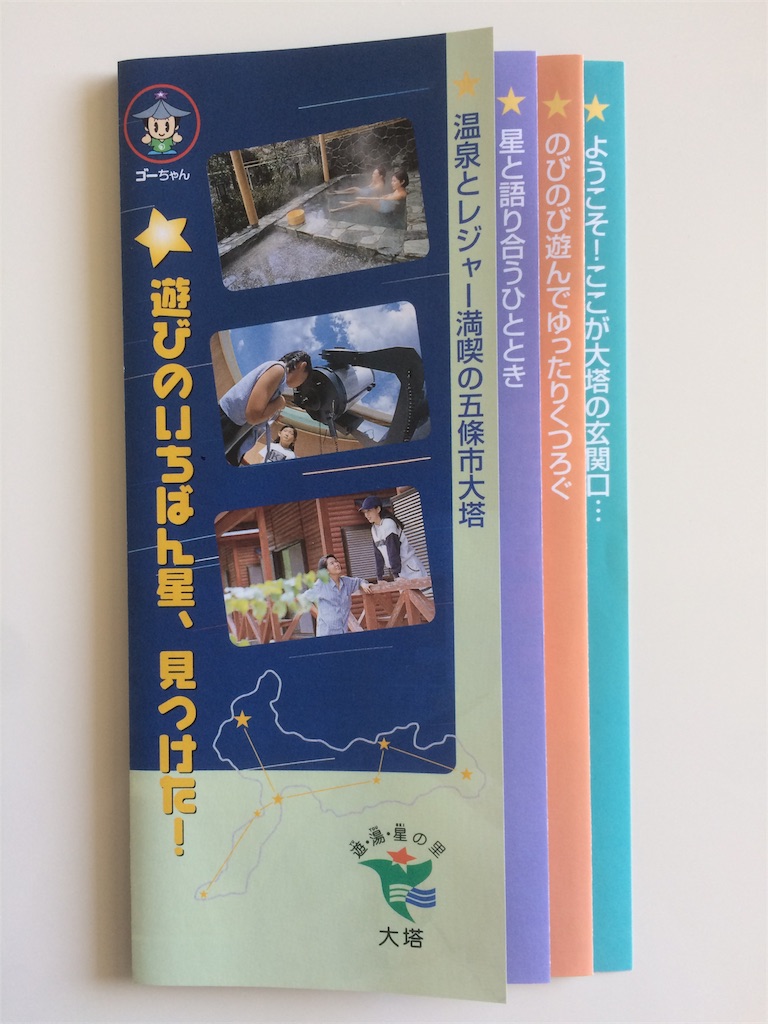 ゴーちゃん
遊びのいちばん星、見つけた!
温泉とレジャー満喫の五條市大塔
星と語り合うひととき
のびのび遊んでゆったりくつろぐ
ようこそ!ここが大塔の玄関口…
遊・湯・星の里
大塔